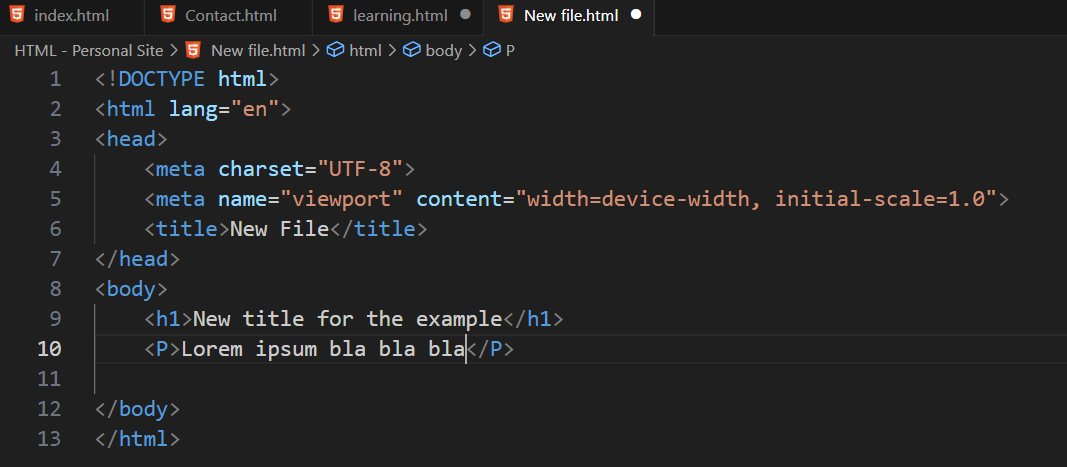 index.html Contact.html learning.html New file.html
HTML - Personal Site > New file.html > html > body > P
1 <!DOCTYPE html>
2 <html lang="en">
3 <head>
4 <meta charset="UTF-8">
5 <meta name="viewport" content="width=device-width, initial-scale=1.0">
6 <title>New File</title>
7 </head>
8 <body>
9 <h1>New title for the example</h1>
10 <P>Lorem ipsum bla bla bla</P>
11
12 </body>
13 </html>